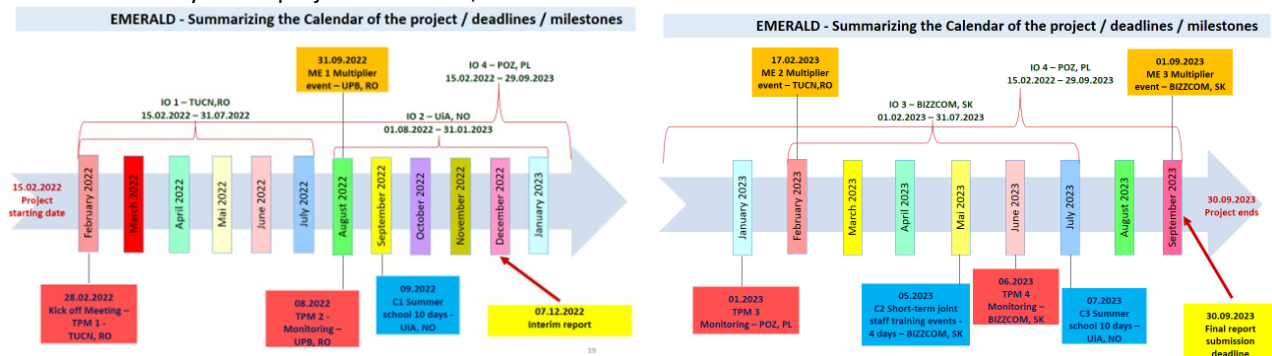 EMERALD - Summarizing the Calendar of the project / deadlines / milestones
31.09.2022
ME 1 Multiplier
event – UPB, RO
IO 4 – POZ, PL
15.02.2022 – 29.09.2023
IO 1 – TUCN,RO
15.02.2022 – 31.07.2022
IO 2 – UiA, NO
01.08.2022 – 31.01.2023
15.02.2022
Project
starting date
February 2022
March 2022
April 2022
Mai 2022
June 2022
July 2022
August 2022
September 2022
October 2022
November 2022
December 2022
January 2023
28.02.2022
Kick off Meeting –
TPM 1 -
TUCN, RO
08.2022
TPM 2 -
Monitoring –
UPB, RO
09.2022
C1 Summer
school 10 days -
UiA, NO
07.12.2022
Interim report
19
EMERALD - Summarizing the Calendar of the project / deadlines / milestones
17.02.2023
ME 2 Multiplier
event – TUCN,RO
IO 4 – POZ, PL
15.02.2022 – 29.09.2023
01.09.2023
ME 3 Multiplier
event – BIZZCOM, SK
IO 3 – BIZZCOM, SK
01.02.2023 – 31.07.2023
January 2023
February 2023
March 2023
April 2023
Mai 2023
June 2023
July 2023
August 2023
September 2023
30.09.2023
Project ends
01.2023
TPM 3
Monitoring – POZ, PL
05.2023
C2 Short-term joint
staff training events -
4 days – BIZZCOM, SK
06.2023
TPM 4
Monitoring –
BIZZCOM, SK
07.2023
C3 Summer
school 10 days –
UiA, NO
30.09.2023
Final report
submission
deadline